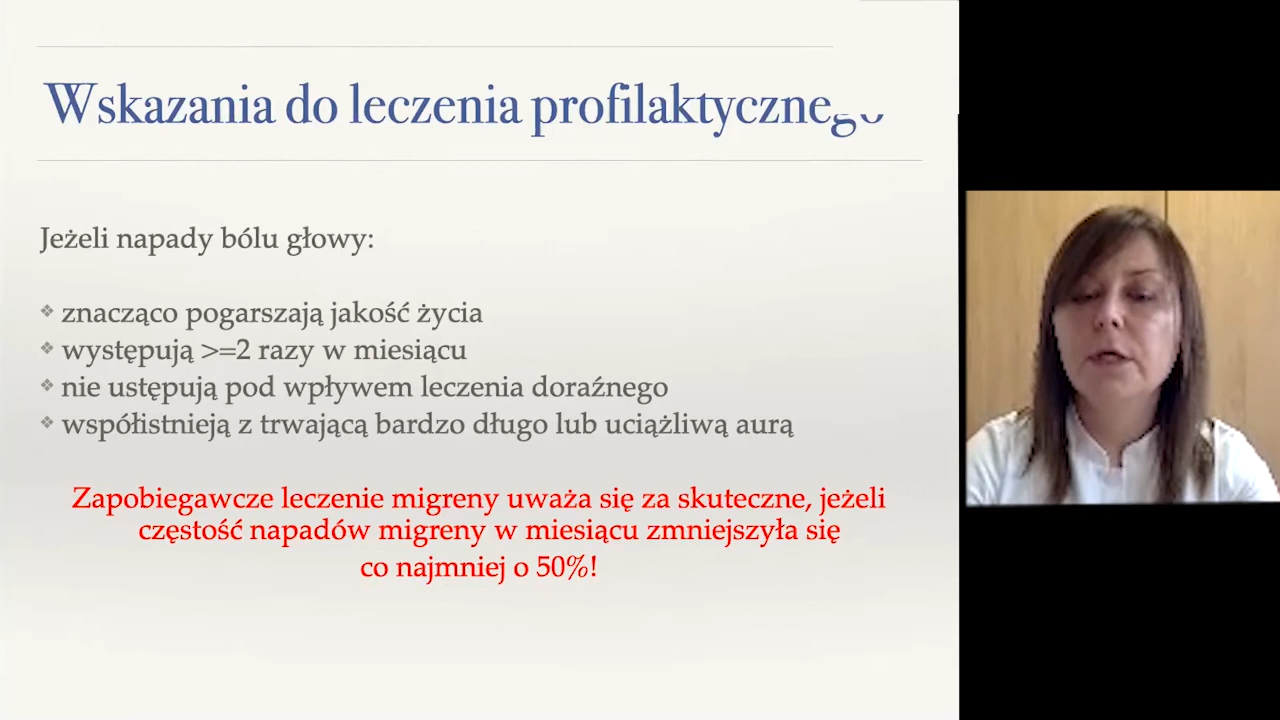 Wskazania do leczenia profilaktycznego
Jeżeli napady bólu głowy:
❖ znacząco pogarszają jakość życia
❖ występują >=2 razy w miesiącu
❖ nie ustępują pod wpływem leczenia doraźnego
❖ współistnieją z trwającą bardzo długo lub uciążliwą aurą
Zapobiegawcze leczenie migreny uważa się za skuteczne, jeżeli
częstość napadów migreny w miesiącu zmniejszyła się
co najmniej o 50%!